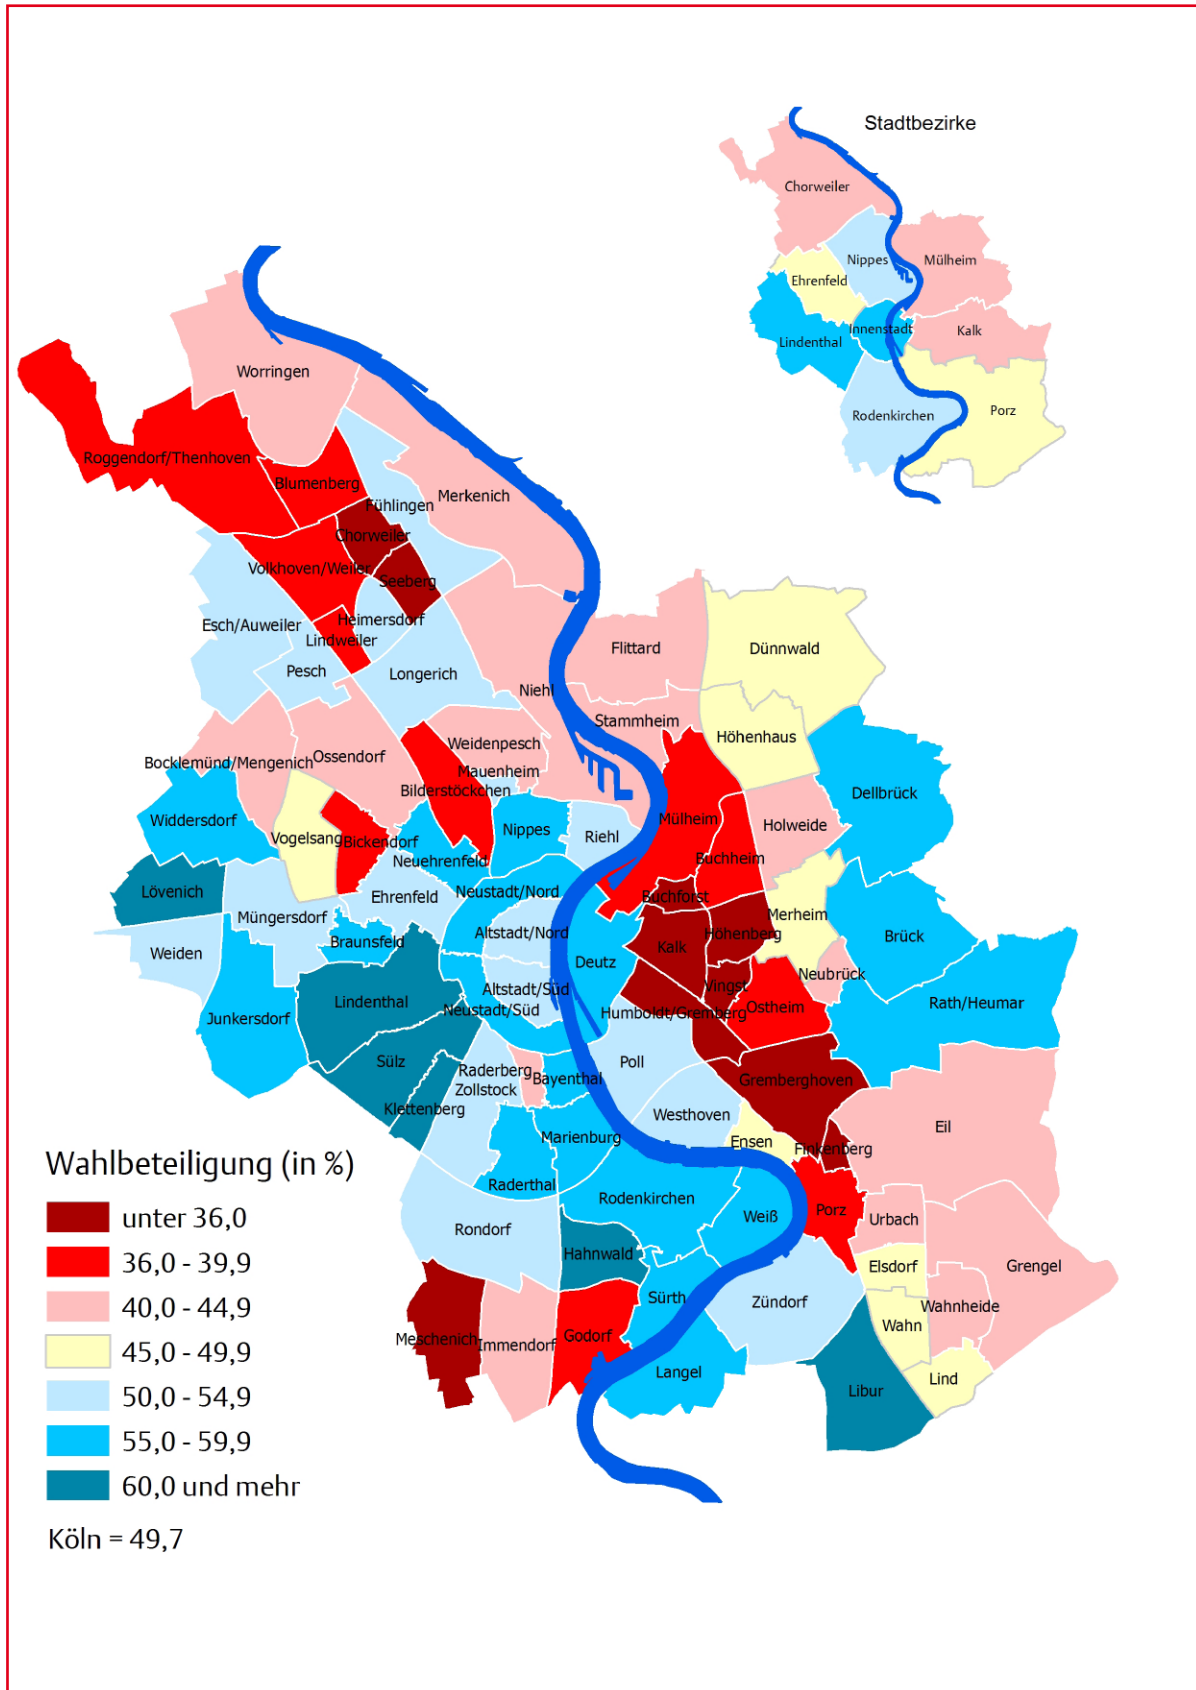 Stadtbezirke
Chorweiler
Nippes
Mülheim
Ehrenfeld
Innenstadt
Kalk
Lindenthal
Rodenkirchen
Porz
Worringen
Roggendorf/Thenhoven
Blumenberg
Merkenich
Fühlingen
Chorweiler
Volkhoven/Weiler
Seeberg
Heimersdorf
Esch/Auweiler
Lindweiler
Pesch
Longerich
Flittard
Dünnwald
Niehl
Stammheim
Höhenhaus
Weidenpesch
Ossendorf
Bocklemünd/Mengenich
Mauenheim
Bilderstöckchen
Dellbrück
Widdersdorf
Mülheim
Holweide
Nippes
Riehl
Vogelsang
Bickendorf
Neuehrenfeld
Buchheim
Lövenich
Neustadt/Nord
Ehrenfeld
Buchforst
Müngersdorf
Merheim
Altstadt/Nord
Höhenberg
Brück
Braunsfeld
Kalk
Weiden
Deutz
Neubrück
Vingst
Altstadt/Süd
Lindenthal
Rath/Heumar
Neustadt/Süd
Ostheim
Humboldt/Gremberg
Junkersdorf
Sülz
Poll
Raderberg
Bayenthal
Gremberghoven
Zollstock
Klettenberg
Westhoven
Eil
Marienburg
Ensen
Finkenberg
Raderthal
Rodenkirchen
Weiß
Porz
Urbach
Rondorf
Hahnwald
Elsdorf
Grengel
Sürth
Zündorf
Wahnheide
Wahn
Godorf
Meschenich
Immendorf
Langel
Lind
Libur
Wahlbeteiligung (in %)
unter 36,0
36,0 - 39,9
40,0 - 44,9
45,0 - 49,9
50,0 - 54,9
55,0 - 59,9
60,0 und mehr
Köln = 49,7